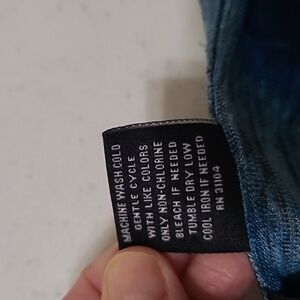 MACHINE WASH COLD
GENTLE CYCLE
WITH LIKE COLORS
ONLY NON-CHLORINE
BLEACH IF NEEDED
TUMBLE DRY LOW
COOL IRON IF NEEDED
RN 31104